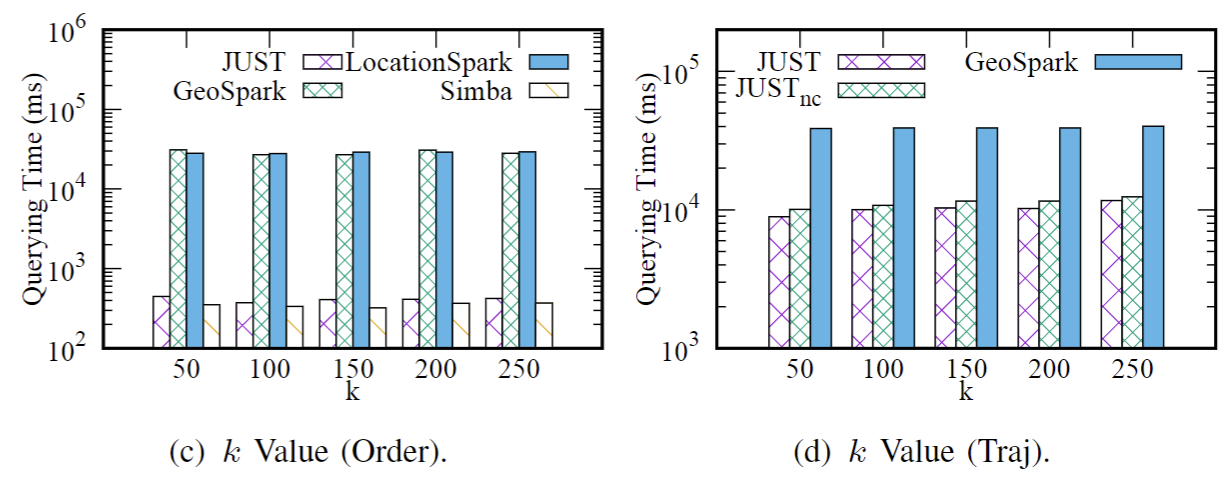 10^6
10^5
10^4
10^3
10^2
Querying Time (ms)
JUST
LocationSpark
GeoSpark
Simba
50 100 150 200 250
k
(c) k Value (Order).
10^5
10^4
10^3
Querying Time (ms)
JUST
GeoSpark
JUST_nc
50 100 150 200 250
k
(d) k Value (Traj).